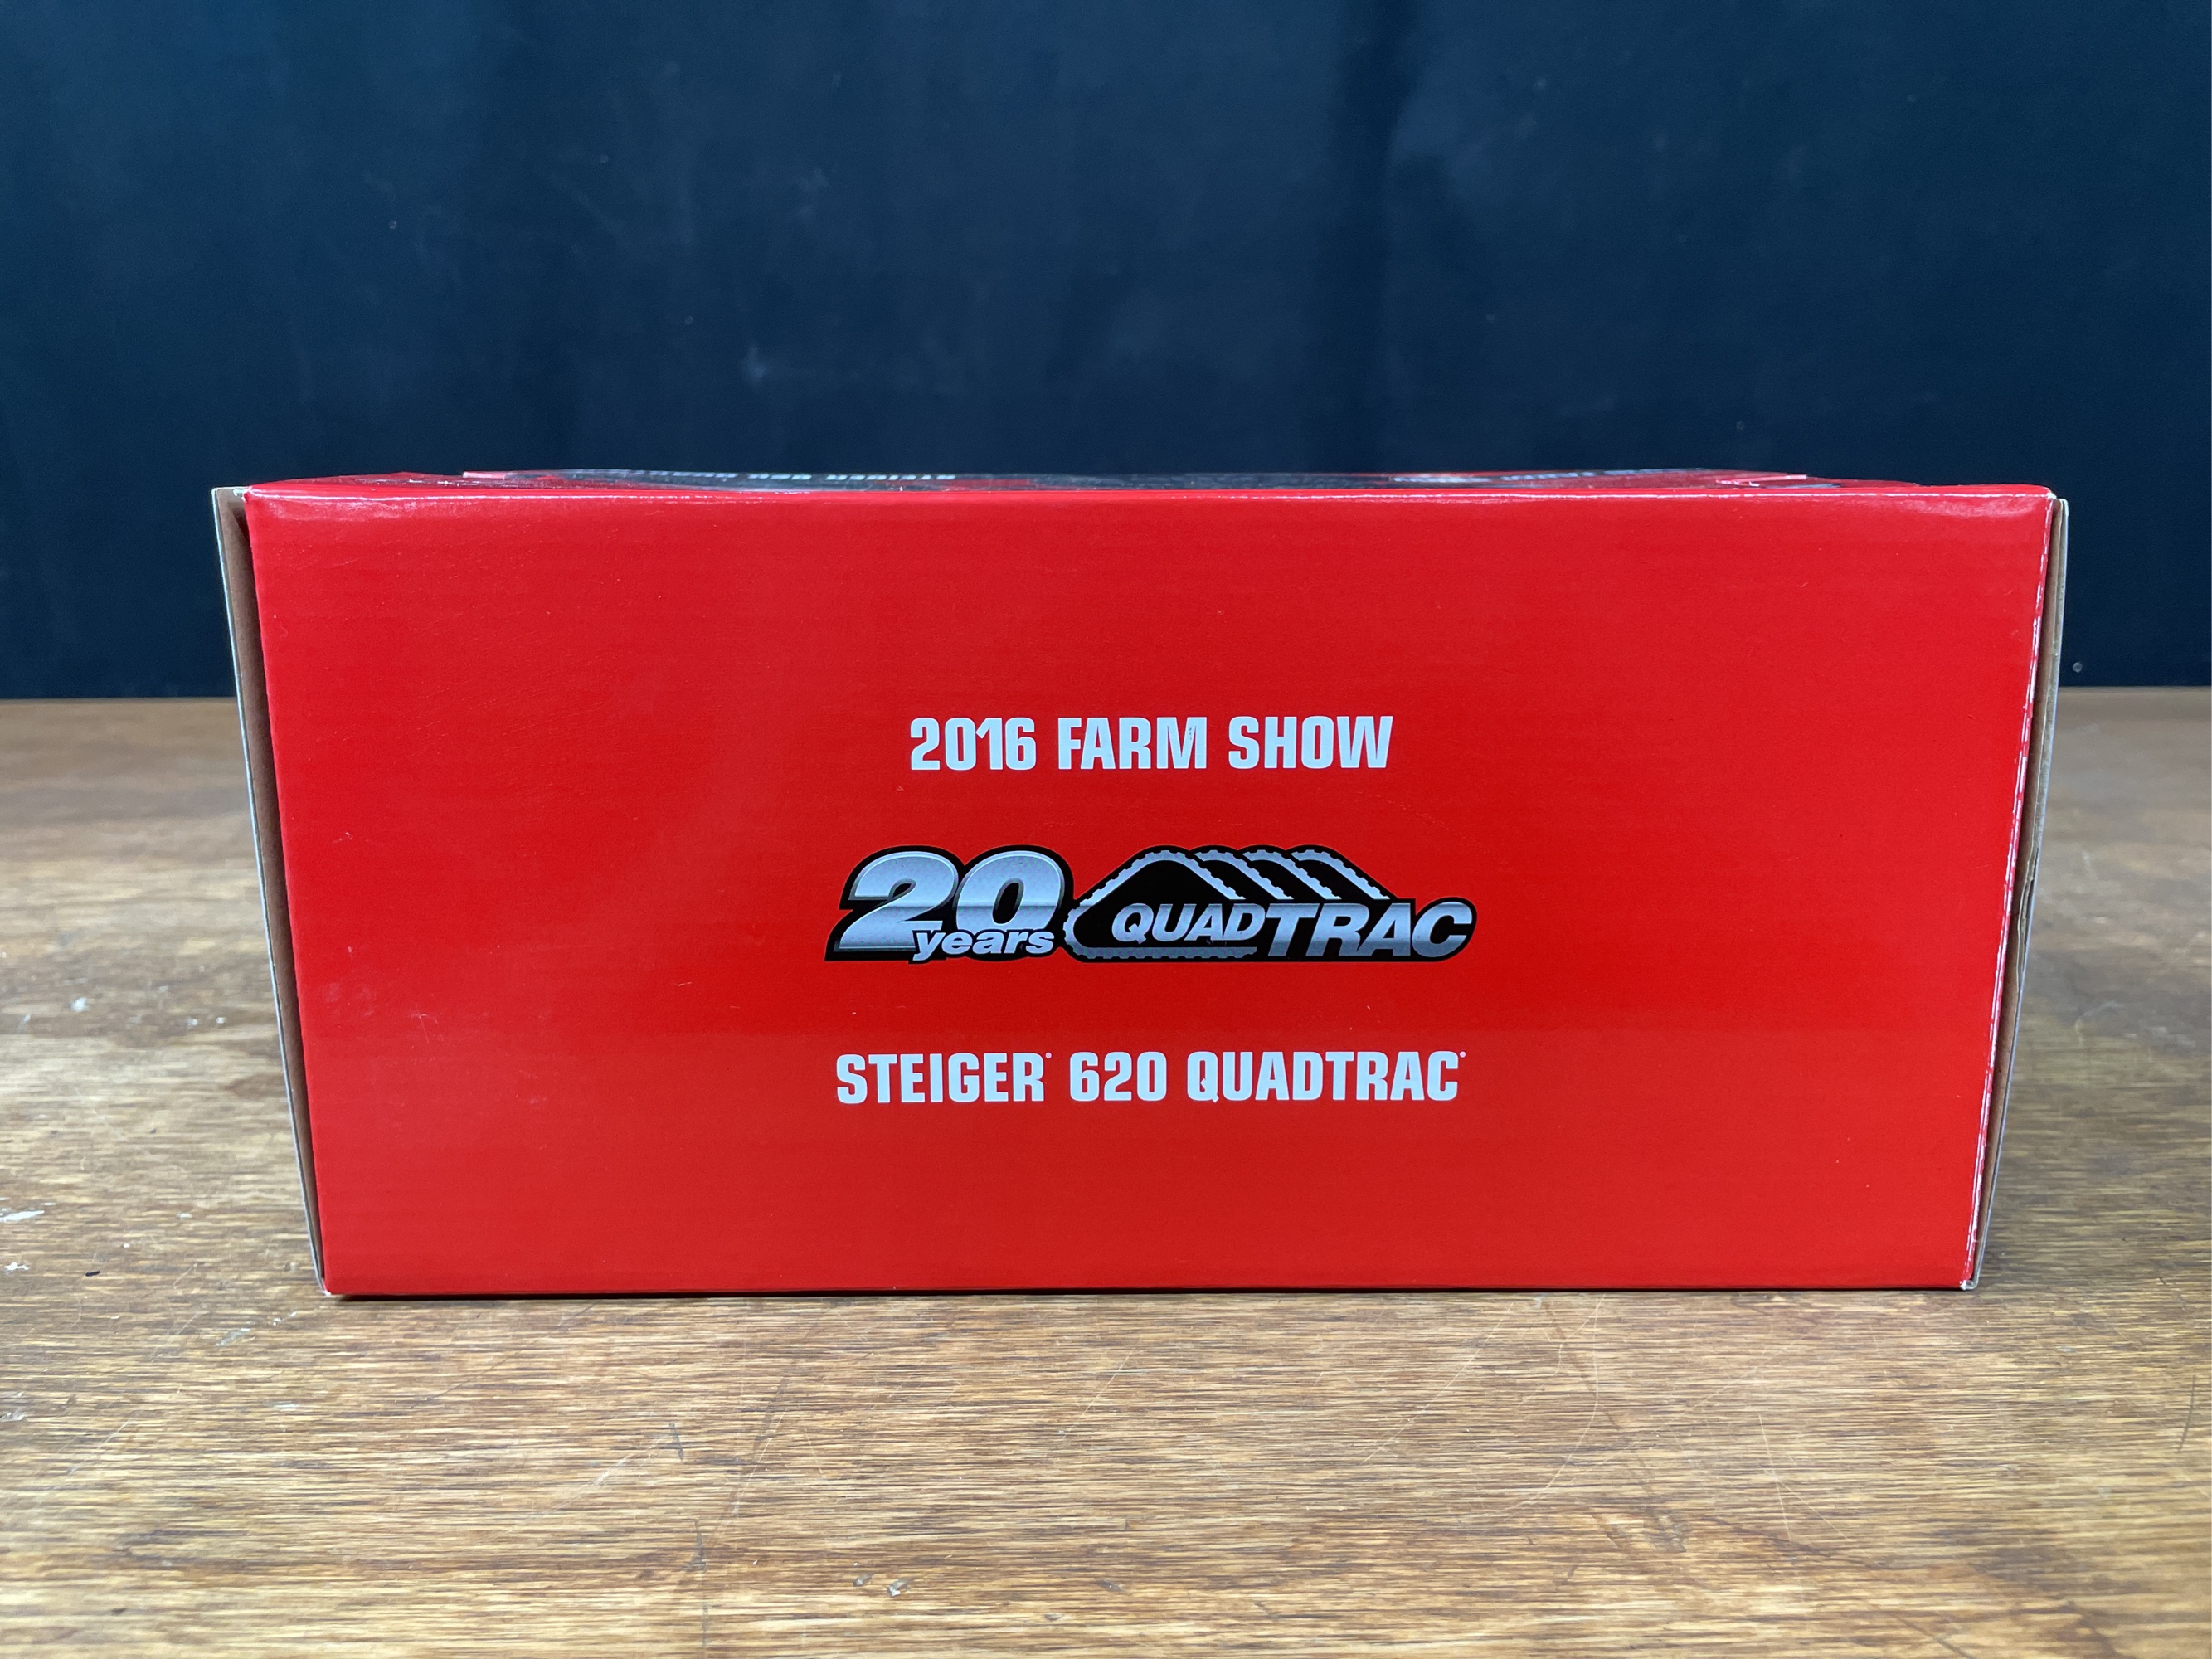 2016 FARM SHOW
20 years QUADTRAC
STEIGER® 620 QUADTRAC®